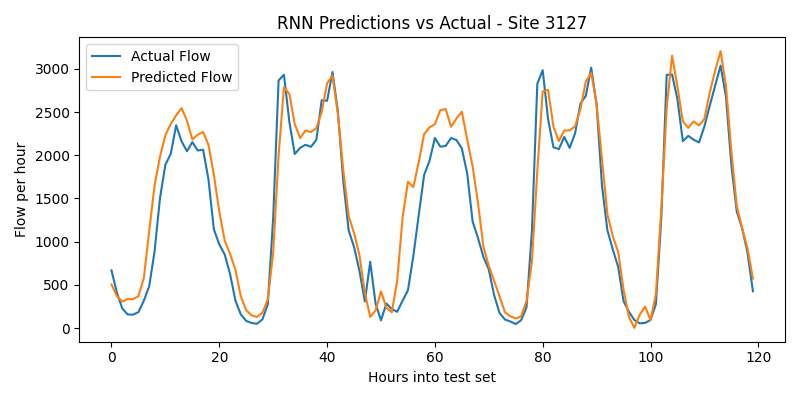 RNN Predictions vs Actual - Site 3127
Actual Flow
Predicted Flow
Flow per hour
3000
2500
2000
1500
1000
500
0
0 20 40 60 80 100 120
Hours into test set